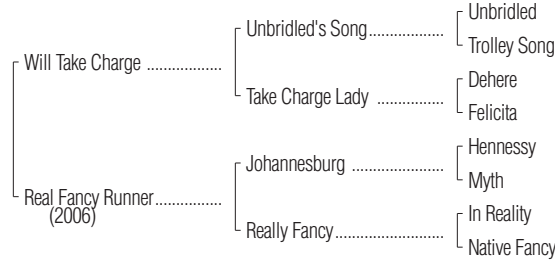 Unbridled
Unbridled's Song
Trolley Song
Will Take Charge
Dehere
Take Charge Lady
Felicita
Hennessy
Johannesburg
Myth
Real Fancy Runner
(2006)
In Reality
Really Fancy
Native Fancy